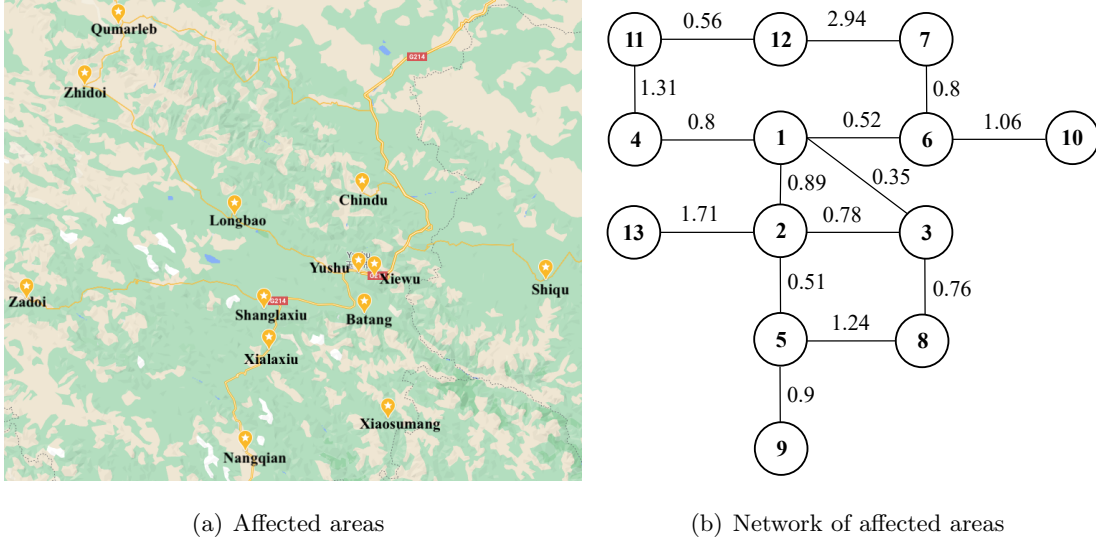 Qumarleb
G214
Zhidoi
Chindu
Longbao
Yushu
Xiewu
Shiqu
Zadoi
G214
Shanglaxiu
Batang
Xialaxiu
Xiaosumang
Nangqian
(a) Affected areas
0.56 2.94
11 12 7
1.31 0.8
0.8 0.52 1.06
4 1 6 10
0.35
0.89
1.71 0.78
13 2 3
0.51 0.76
1.24
5 8
0.9
9
(b) Network of affected areas